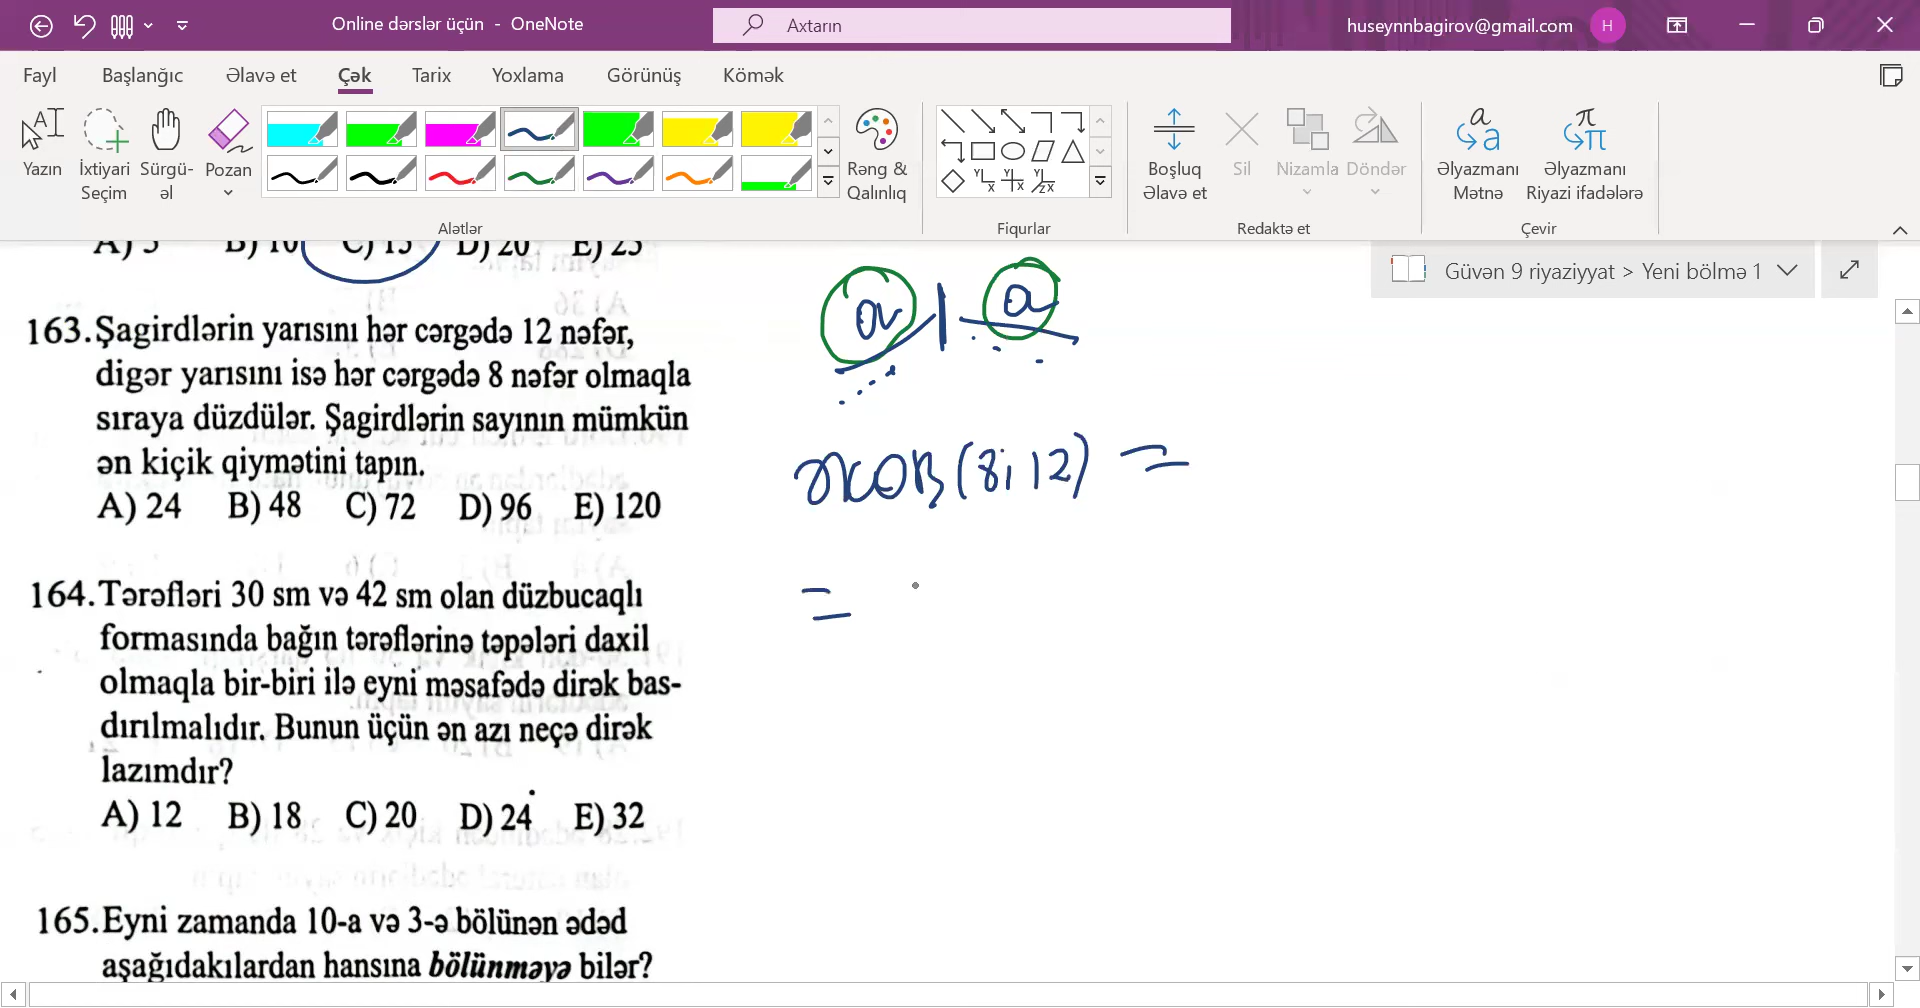 Online dərslər üçün - OneNote
Axtarın
huseynnbagirov@gmail.com
H
Fayl Başlanğıc Əlavə et Çək Tarix Yoxlama Görünüş Kömək
Yazın
İxtiyari Seçim
Sürgü-əl
Pozan
Rəng & Qalınlıq
Boşluq Əlavə et
Sil
Nizamla
Döndər
Əlyazmanı Mətnə
Əlyazmanı Riyazi ifadələrə
Alətlər
Fiqurlar
Redaktə et
Çevir
Güvən 9 riyaziyyat > Yeni bölmə 1
A) 5 B) 10 C) 15 D) 20 E) 25
163. Şagirdlərin yarısını hər cərgədə 12 nəfər,
digər yarısını isə hər cərgədə 8 nəfər olmaqla
sıraya düzdülər. Şagirdlərin sayının mümkün
ən kiçik qiymətini tapın.
A) 24 B) 48 C) 72 D) 96 E) 120
164. Tərəfləri 30 sm və 42 sm olan düzbucaqlı
formasında bağın tərəflərinə təpələri daxil
olmaqla bir-biri ilə eyni məsafədə dirək bas-
dırılmalıdır. Bunun üçün ən azı neçə dirək
lazımdır?
A) 12 B) 18 C) 20 D) 24 E) 32
165. Eyni zamanda 10-a və 3-ə bölünən ədəd
aşağıdakılardan hansına bölünməyə bilər?
a | a
(8; 12) =
=